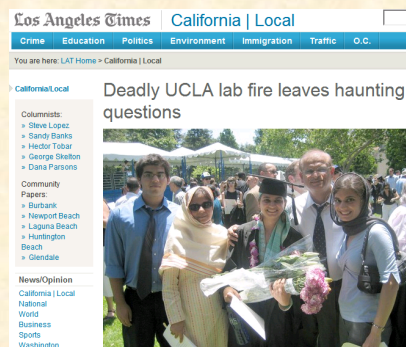 Los Angeles Times
California | Local
Crime Education Politics Environment Immigration Traffic O.C.
You are here: LAT Home > California | Local
California/Local
Deadly UCLA lab fire leaves haunting
questions
Columnists:
» Steve Lopez
» Sandy Banks
» Hector Tobar
» George Skelton
» Dana Parsons
Community
Papers:
» Burbank
» Newport Beach
» Laguna Beach
» Huntington
Beach
» Glendale
News/Opinion
California | Local
National
World
Business
Sports
Washington